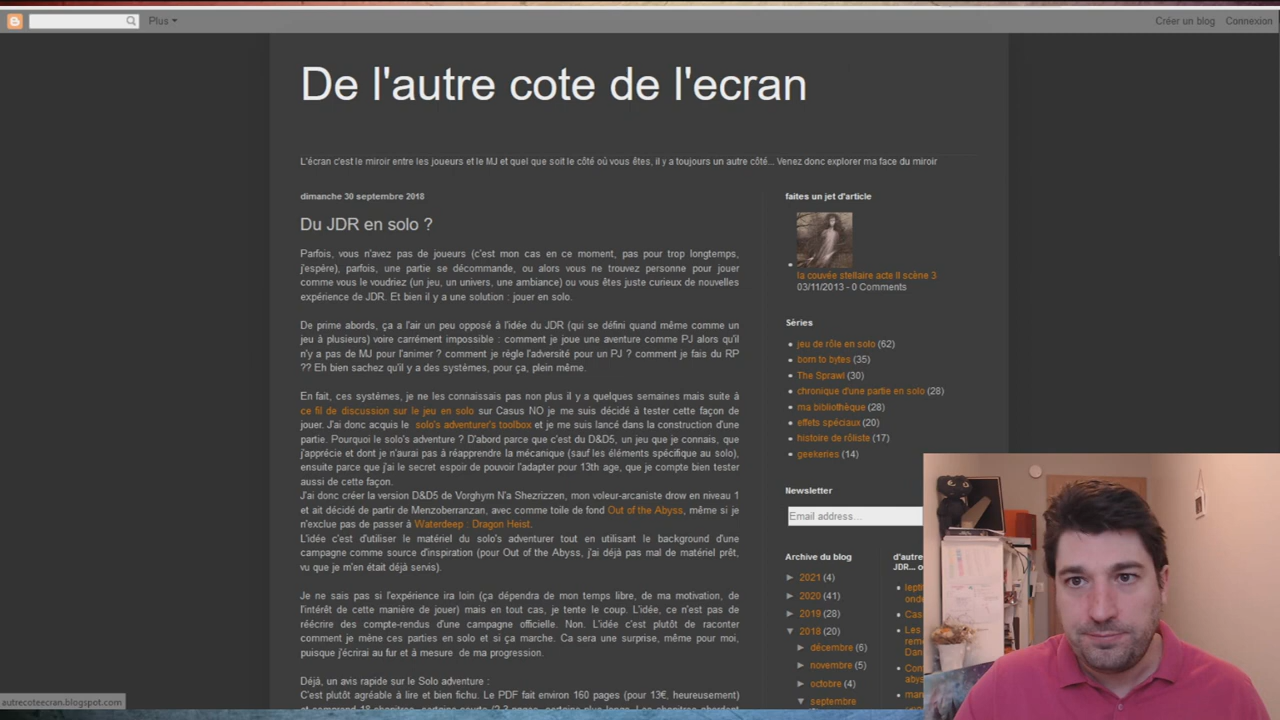 Plus
Créer un blog
Connexion
De l'autre cote de l'ecran
L'écran c'est le miroir entre les joueurs et le MJ et quel que soit le côté où vous êtes, il y a toujours un autre côté... Venez donc explorer ma face du miroir
dimanche 30 septembre 2018
Du JDR en solo ?
Parfois, vous n'avez pas de joueurs (c'est mon cas en ce moment, pas pour trop longtemps,
j'espère), parfois, une partie se décommande, ou alors vous ne trouvez personne pour jouer
comme vous le voudriez (un jeu, un univers, une ambiance) ou vous êtes juste curieux de nouvelles
expérience de JDR. Et bien il y a une solution : jouer en solo.
De prime abords, ça a l'air un peu opposé à l'idée du JDR (qui se défini quand même comme un
jeu à plusieurs) voire carrément impossible : comment je joue une aventure comme PJ alors qu'il
n'y a pas de MJ pour l'animer ? comment je règle l'adversité pour un PJ ? comment je fais du RP
?? Eh bien sachez qu'il y a des systèmes, pour ça, plein même.
En fait, ces systèmes, je ne les connaissais pas non plus il y a quelques semaines mais suite à
ce fil de discussion sur le jeu en solo sur Casus NO je me suis décidé à tester cette façon de
jouer. J'ai donc acquis le solo's adventurer's toolbox et je me suis lancé dans la construction d'une
partie. Pourquoi le solo's adventure ? D'abord parce que c'est du D&D5, un jeu que je connais, que
j'apprécie et dont je n'aurai pas à réapprendre la mécanique (sauf les éléments spécifique au solo),
ensuite parce que j'ai le secret espoir de pouvoir l'adapter pour 13th age, que je compte bien tester
aussi de cette façon.
J'ai donc créer la version D&D5 de Vorghym N'a Shezrizzen, mon voleur-arcaniste drow en niveau 1
et ait décidé de partir de Menzoberranzan, avec comme toile de fond Out of the Abyss, même si je
n'exclue pas de passer à Waterdeep : Dragon Heist.
L'idée c'est d'utiliser le matériel du solo's adventurer tout en utilisant le background d'une
campagne comme source d'inspiration (pour Out of the Abyss, j'ai déjà pas mal de matériel prêt,
vu que je m'en était déjà servis).
Je ne sais pas si l'expérience ira loin (ça dépendra de mon temps libre, de ma motivation, de
l'intérêt de cette manière de jouer) mais en tout cas, je tente le coup. L'idée, ce n'est pas de
réécrire des compte-rendus d'une campagne officielle. Non. L'idée c'est plutôt de raconter
comment je mène ces parties en solo et si ça marche. Ca sera une surprise, même pour moi,
puisque j'écrirai au fur et à mesure de ma progression.
Déjà, un avis rapide sur le Solo adventure :
C'est plutôt agréable à lire et bien fichu. Le PDF fait environ 160 pages (pour 13€, heureusement)
faites un jet d'article
la couvée stellaire acte II scène 3
03/11/2013 - 0 Comments
Séries
jeu de rôle en solo (62)
born to bytes (35)
The Sprawl (30)
chronique d'une partie en solo (28)
ma bibliothèque (28)
effets spéciaux (20)
histoire de rôliste (17)
geekeries (14)
Newsletter
Email address...
Archive du blog
► 2021 (4)
► 2020 (41)
► 2019 (28)
▼ 2018 (20)
► décembre (6)
► novembre (5)
► octobre (4)
▼ septembre
d'autre
JDR... o
lepti
onde
Cas
Les
rem
Dan
Con
abys
man
autrecoteecran.blogspot.com